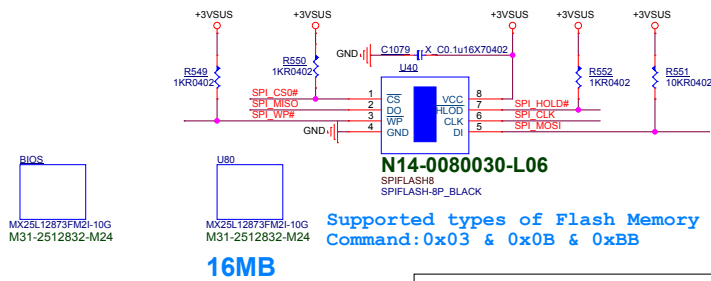 +3VSUS +3VSUS +3VSUS +3VSUS +3VSUS
C1079 X_C0.1u16X70402
GND
R549 1KR0402
R550 1KR0402
U40
R552 1KR0402
R551 10KR0402
SPI_CS0# 1 CS VCC 8
SPI_MISO 2 DO HLOD 7 SPI_HOLD#
SPI_WP# 3 WP CLK 6 SPI_CLK
GND 4 GND DI 5 SPI_MOSI
N14-0080030-L06
SPIFLASH8
SPIFLASH-8P_BLACK
BIOS
MX25L12873FM2I-10G
M31-2512832-M24
U80
MX25L12873FM2I-10G
M31-2512832-M24
16MB
Supported types of Flash Memory
Command:0x03 & 0x0B & 0xBB